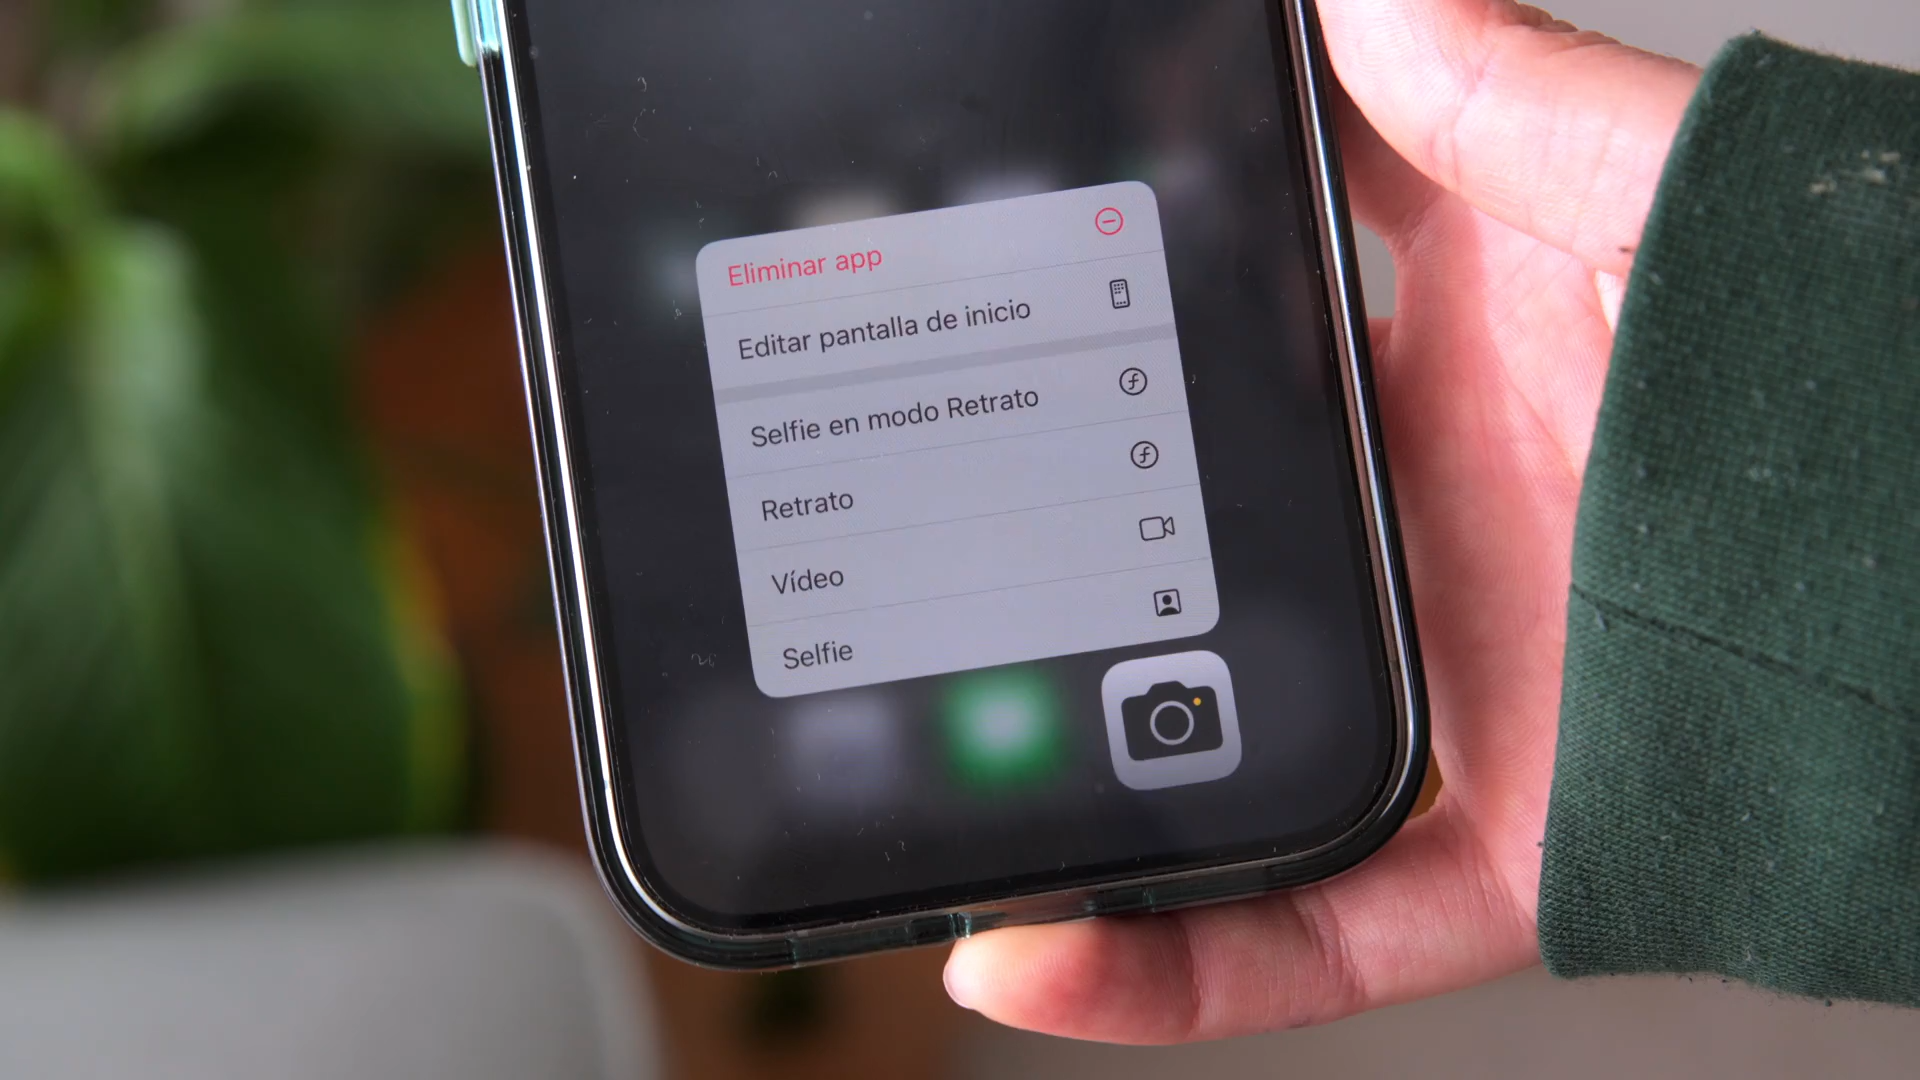 Eliminar app
Editar pantalla de inicio
Selfie en modo Retrato
Retrato
Vídeo
Selfie